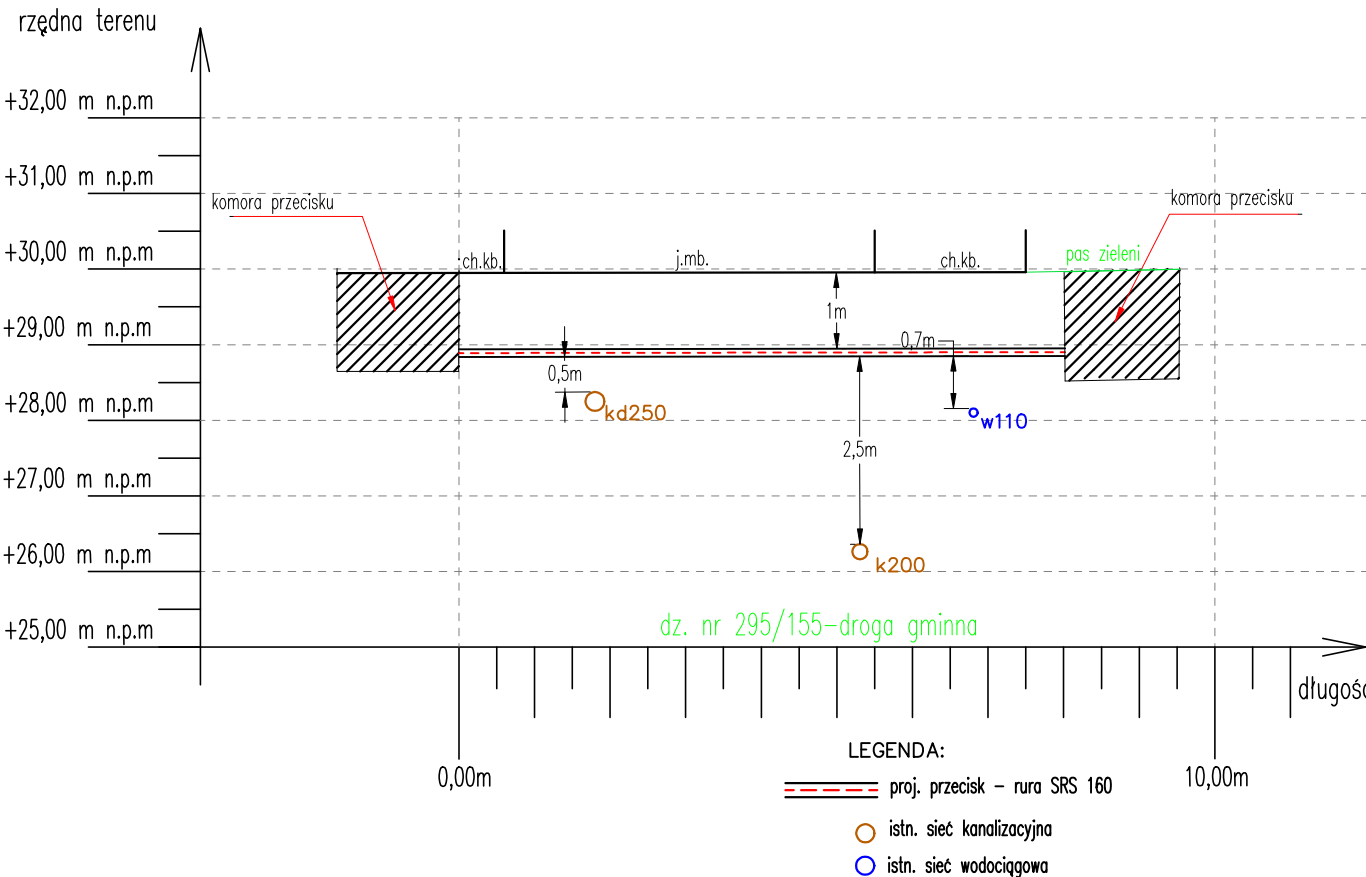 rzędna terenu
+32,00 m n.p.m
+31,00 m n.p.m
komora przecisku
komora przecisku
+30,00 m n.p.m
ch.kb.
j.mb.
ch.kb.
pas zieleni
1m
+29,00 m n.p.m
0,7m
0,5m
+28,00 m n.p.m
kd250
w110
2,5m
+27,00 m n.p.m
+26,00 m n.p.m
k200
+25,00 m n.p.m
dz. nr 295/155-droga gminna
długośc
0,00m
10,00m
LEGENDA:
proj. przecisk - rura SRS 160
istn. sieć kanalizacyjna
istn. sieć wodociągowa